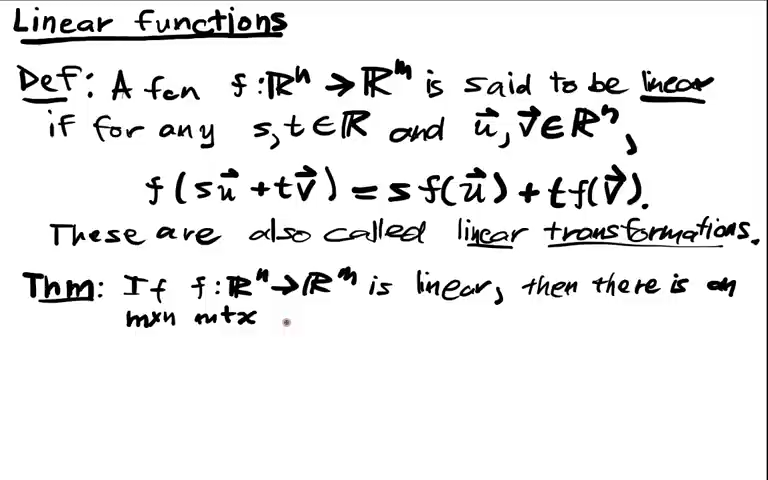 Linear functions
Def: A fcn f: ℝⁿ → ℝᵐ is said to be linear
if for any s, t ∈ ℝ and u⃗, v⃗ ∈ ℝⁿ,
f(su⃗ + tv⃗) = s f(u⃗) + t f(v⃗).
These are also called linear transformations.
Thm: If f: ℝⁿ → ℝᵐ is linear, then there is an
m×n mtx